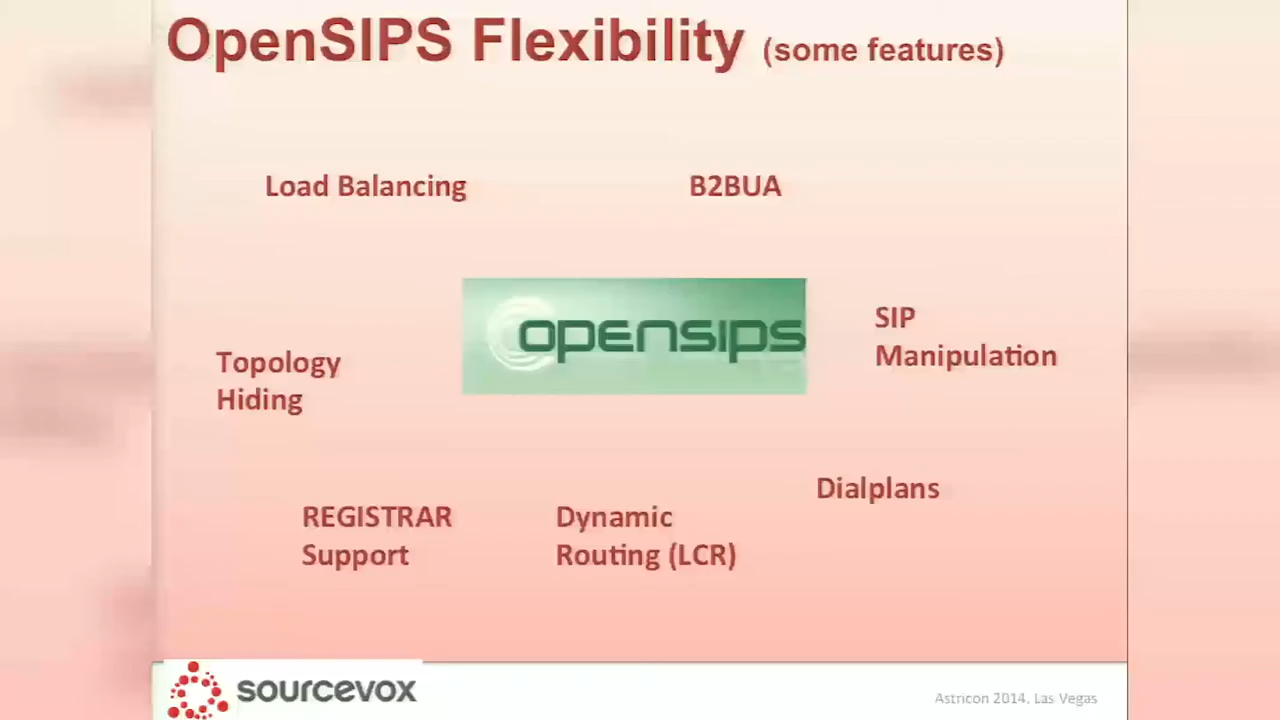 OpenSIPS Flexibility (some features)
Load Balancing
B2BUA
opensips
SIP
Manipulation
Topology
Hiding
Dialplans
REGISTRAR
Support
Dynamic
Routing (LCR)
sourcevox
Astricon 2014, Las Vegas